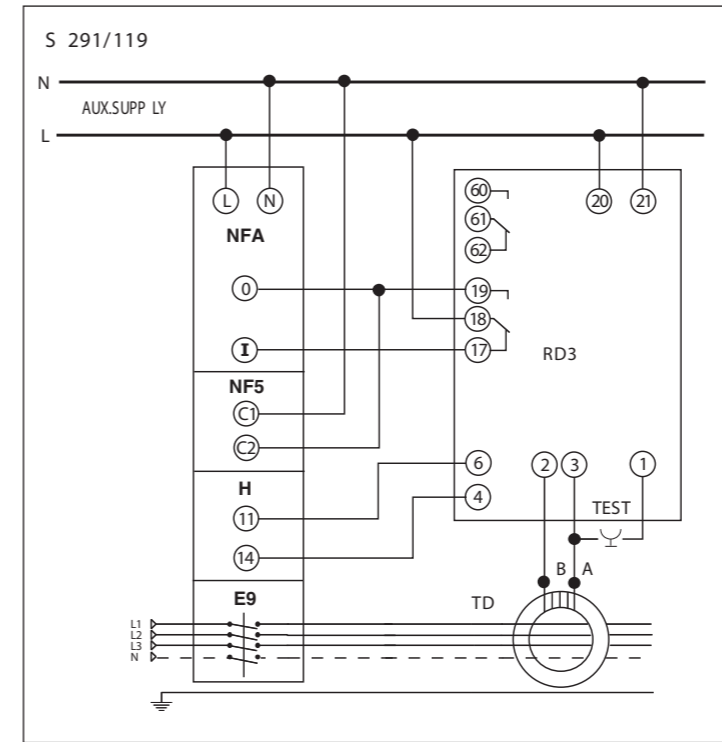 S 291/119
N
AUX.SUPP LY
L
L N
60
20 21
61
NFA
62
0
19
18
I
17
RD3
NF5
C1
C2
6
2 3 1
H
4
TEST
11
14
B A
E9
TD
L1
L2
L3
N